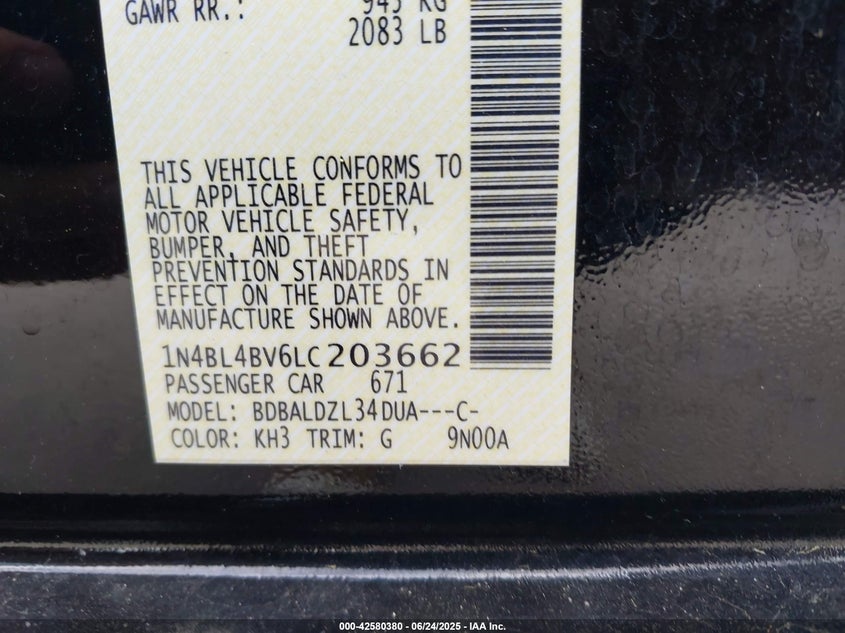 GAWR RR.: 945 KG
2083 LB
THIS VEHICLE CONFORMS TO
ALL APPLICABLE FEDERAL
MOTOR VEHICLE SAFETY,
BUMPER, AND THEFT
PREVENTION STANDARDS IN
EFFECT ON THE DATE OF
MANUFACTURE SHOWN ABOVE.
1N4BL4BV6LC203662
PASSENGER CAR 671
MODEL: BDBALDZL34DUA---C-
COLOR: KH3 TRIM: G 9N00A
000-42580380 - 06/24/2025 - IAA Inc.